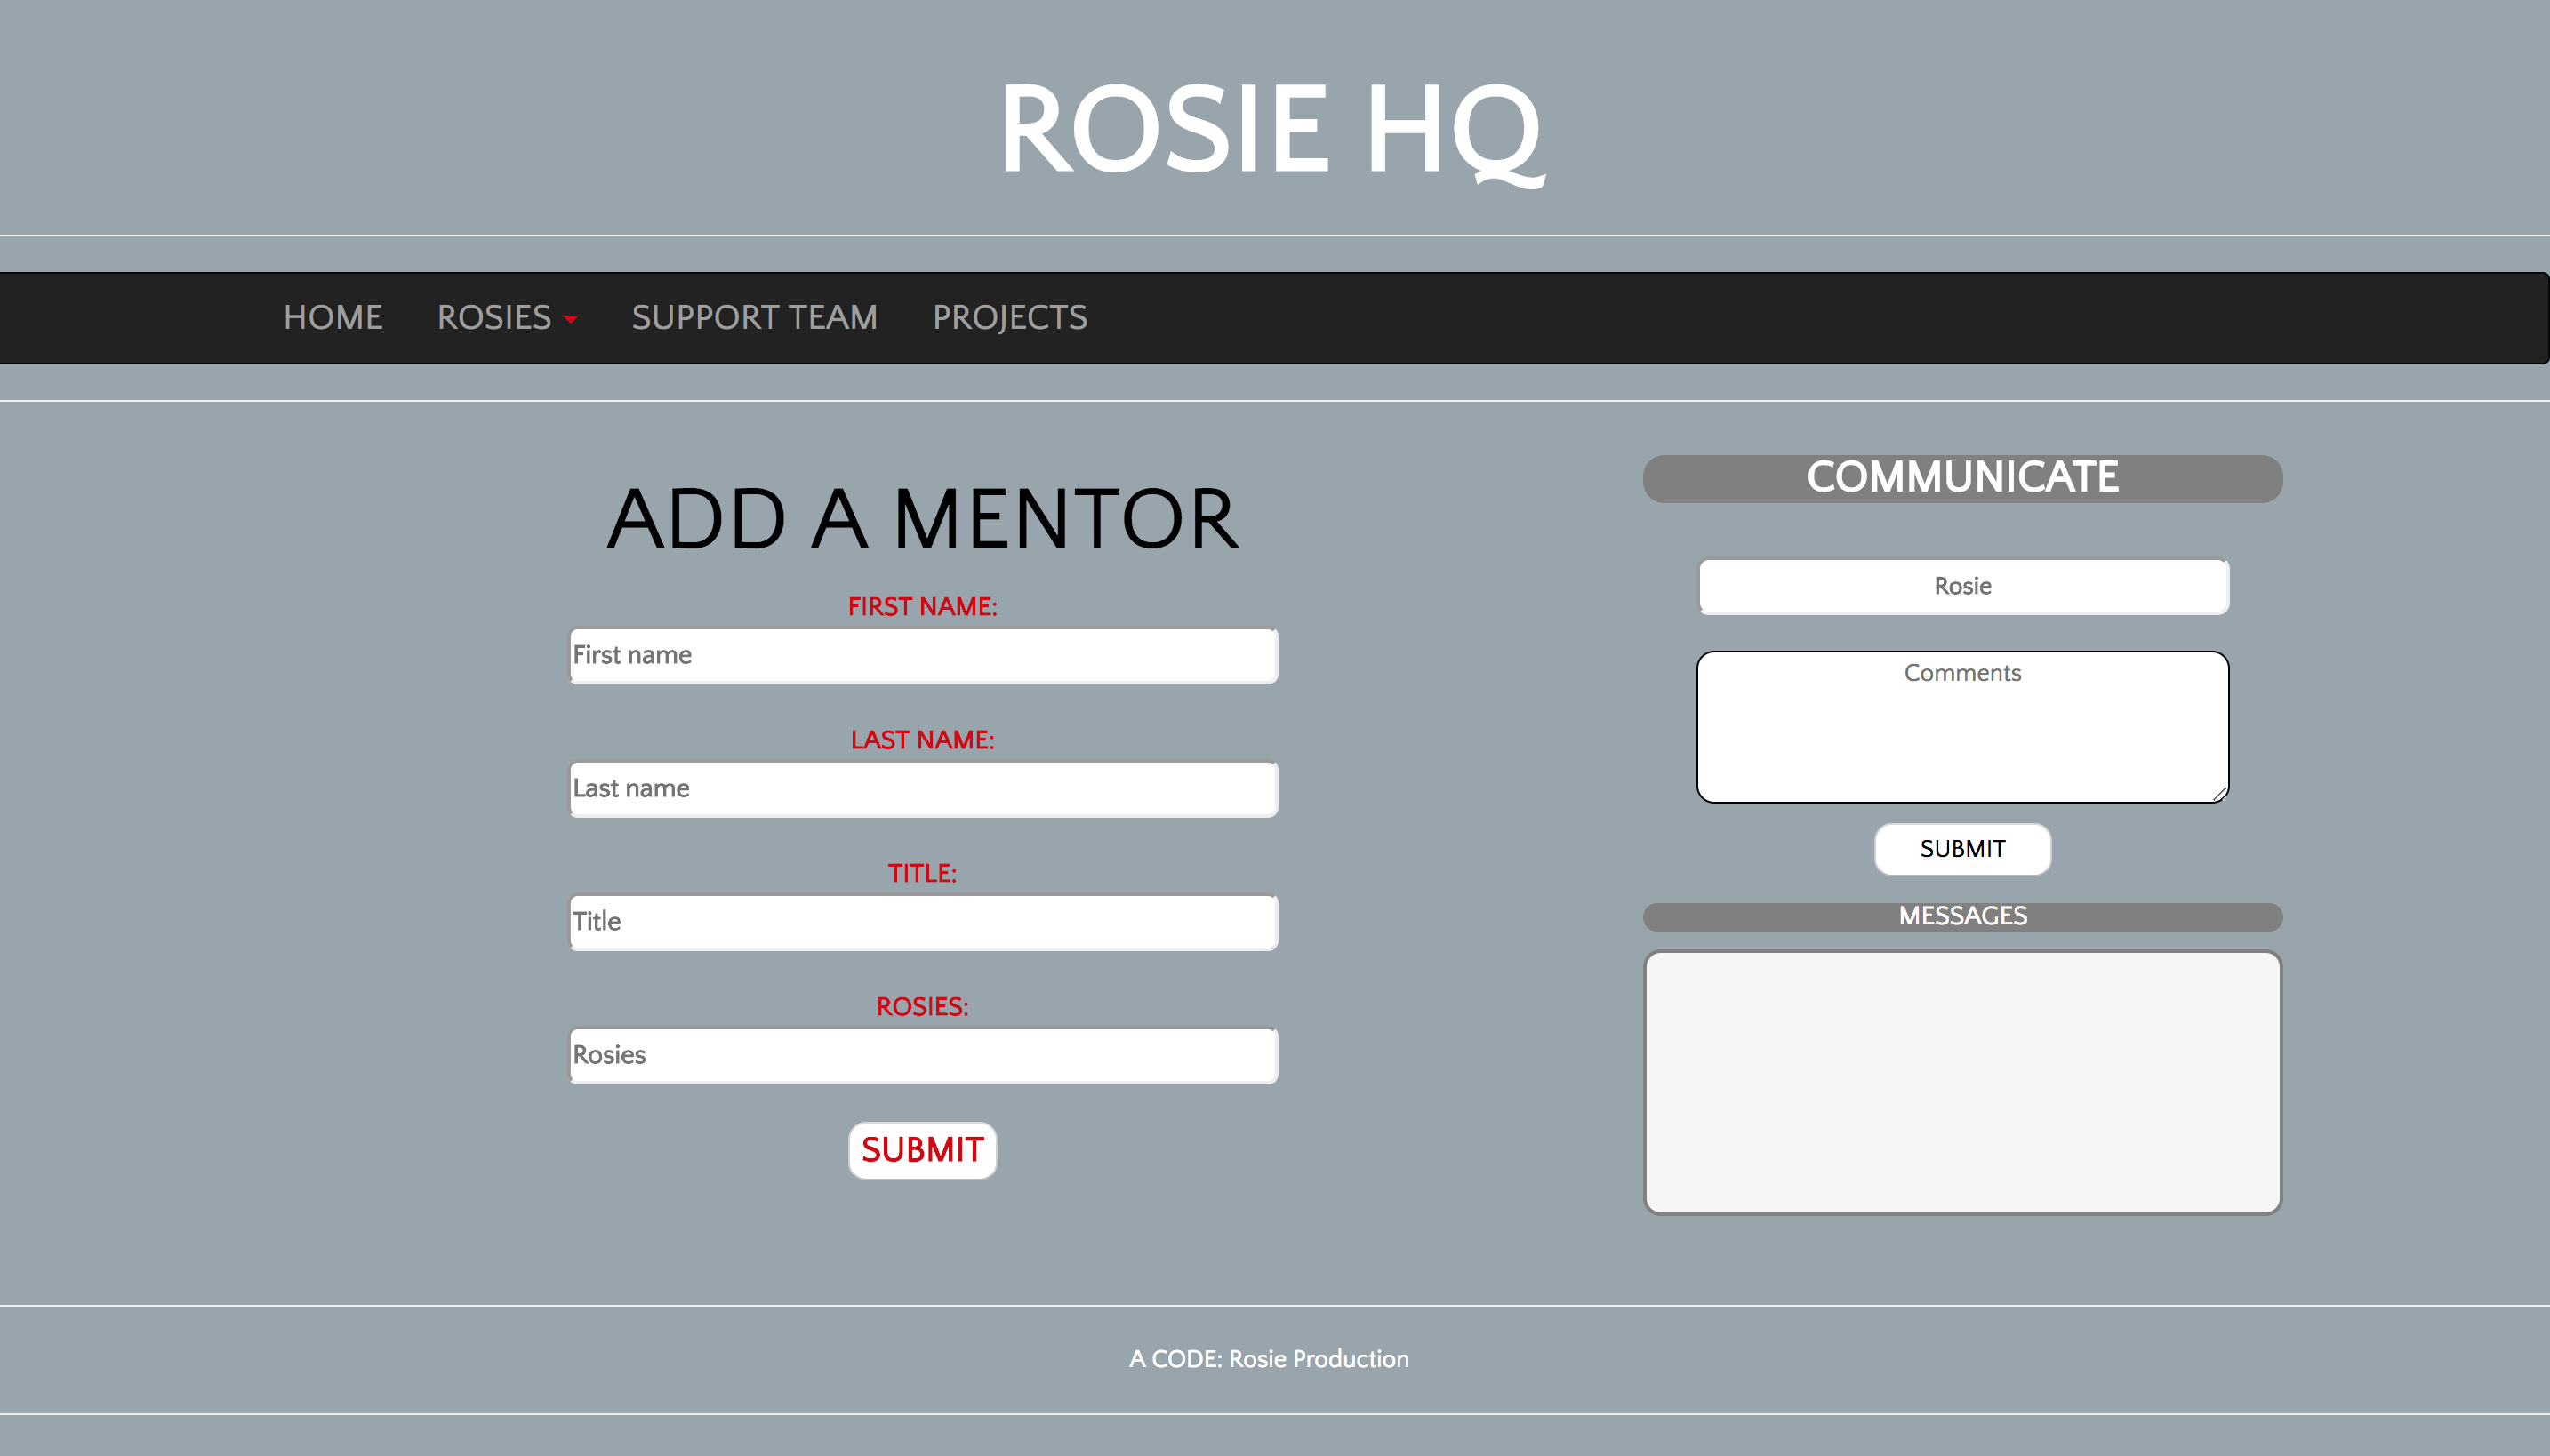 ROSIE HQ
HOME ROSIES SUPPORT TEAM PROJECTS
ADD A MENTOR
FIRST NAME:
First name
LAST NAME:
Last name
TITLE:
Title
ROSIES:
Rosies
SUBMIT
COMMUNICATE
Rosie
Comments
SUBMIT
MESSAGES
A CODE: Rosie Production